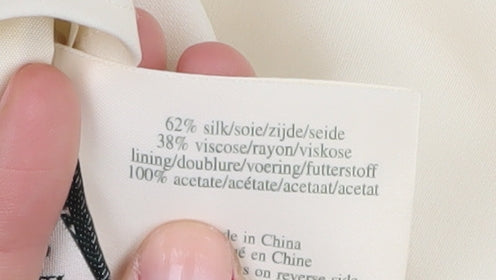 62% silk/soie/zijde/seide
38% viscose/rayon/viskose
lining/doublure/voering/futterstoff
100% acetate/acétate/acetaat/acetat
in China
en Chine
on reverse side